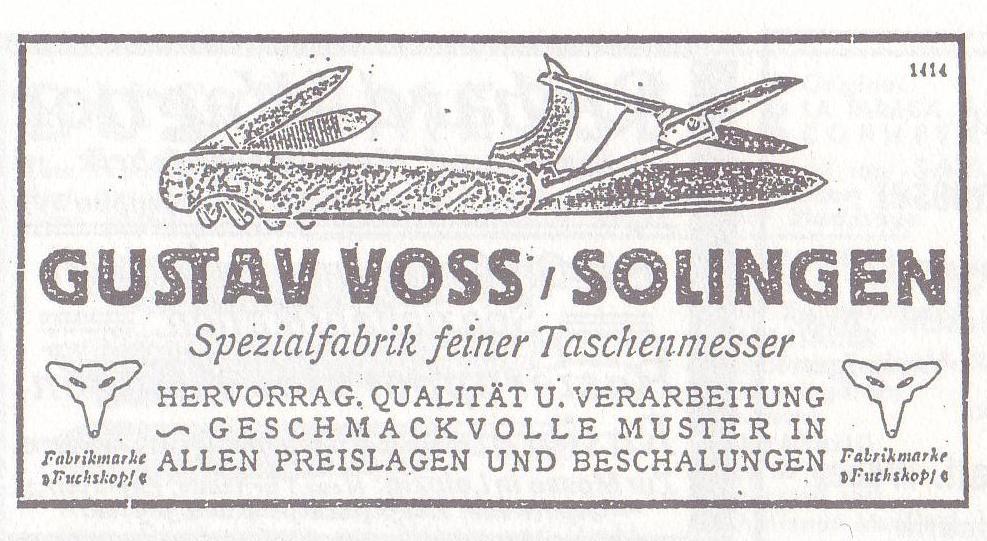 1414
GUSTAV VOSS / SOLINGEN
Spezialfabrik feiner Taschenmesser
HERVORRAG. QUALITÄT U. VERARBEITUNG
~ GESCHMACKVOLLE MUSTER IN
ALLEN PREISLAGEN UND BESCHALUNGEN
Fabrikmarke
»Fuchskopf«
Fabrikmarke
»Fuchskopf«